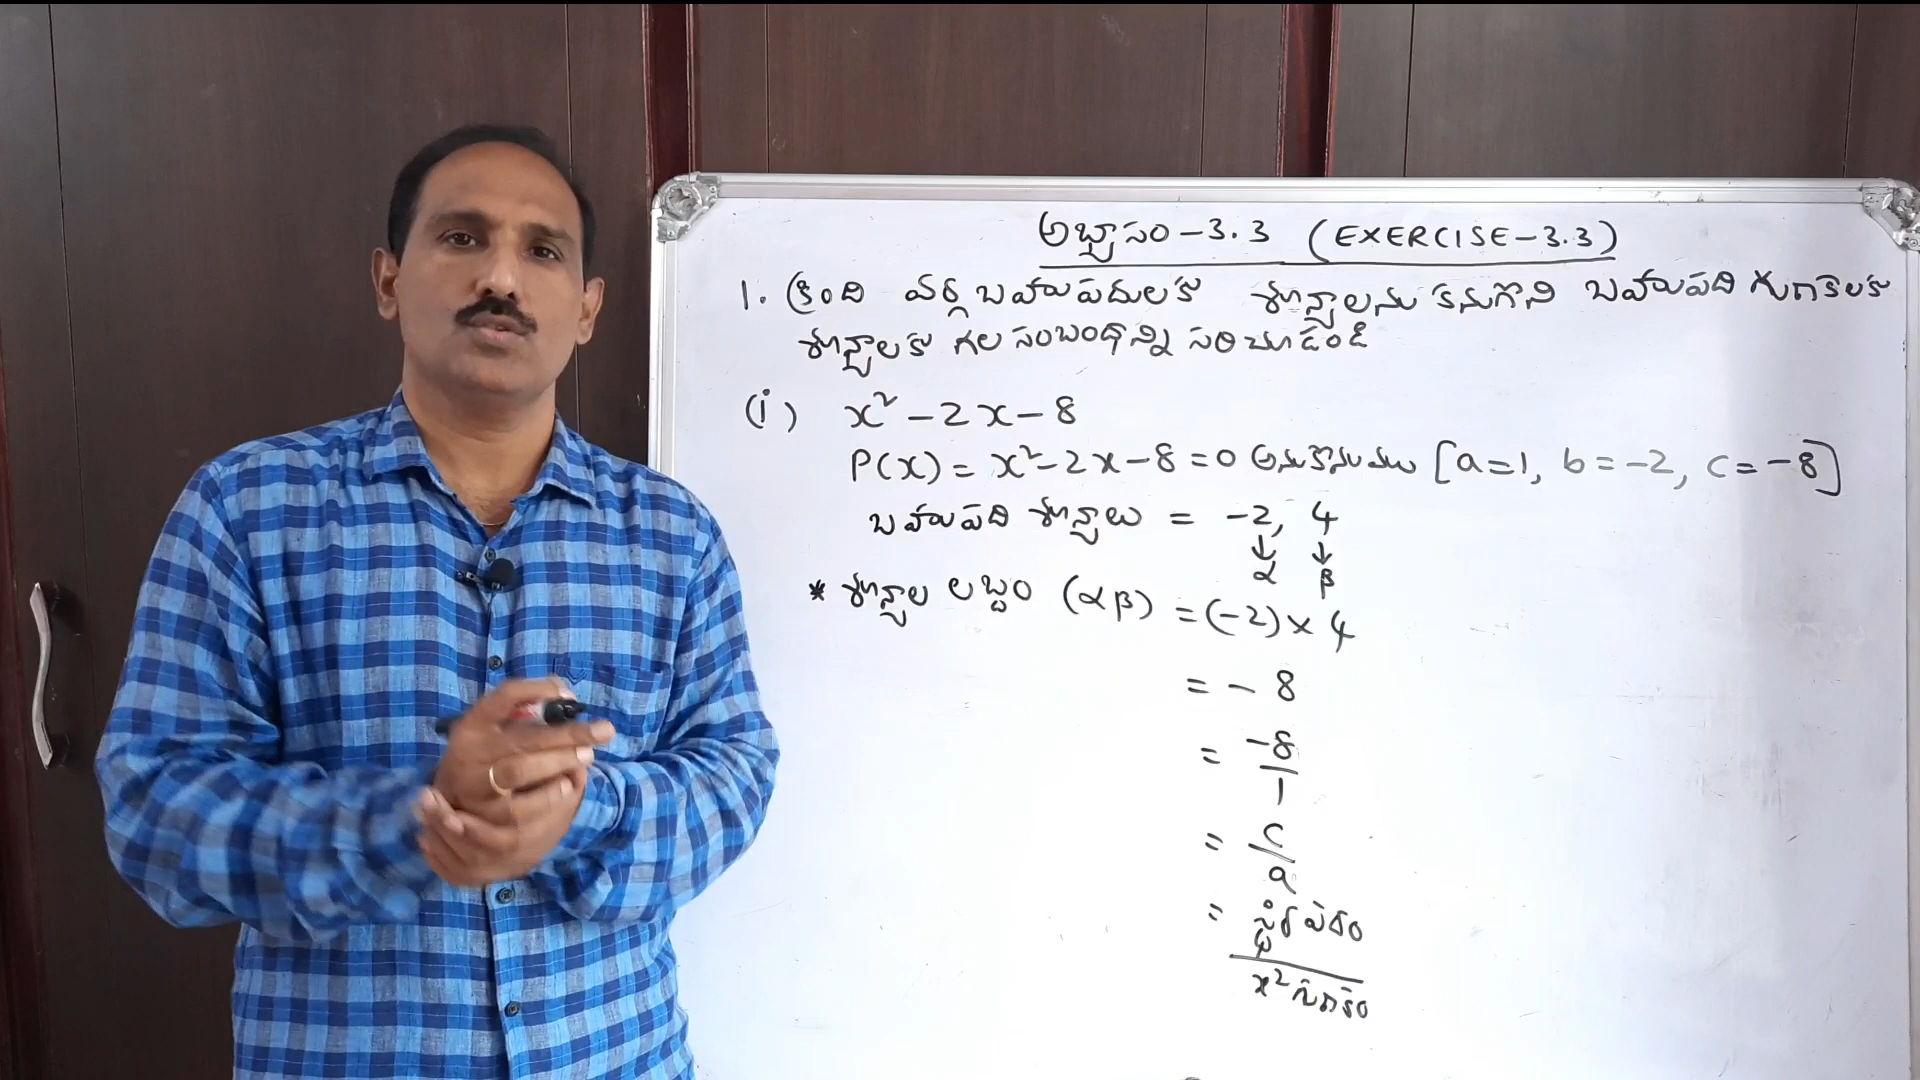 అభ్యాసం-3.3 (EXERCISE-3.3)
1. క్రింది వర్గ బహుపదులకు శూన్యాలను కనుగొని బహుపది గుణకాలకు
శూన్యాలకు గల సంబంధాన్ని సరిచూడండి
(i) x² - 2x - 8
P(x) = x² - 2x - 8 = 0 అనుకొనుము [a=1, b=-2, c=-8]
బహుపది శూన్యాలు = -2, 4
↓ ↓
α β
* శూన్యాల లబ్దం (αβ) = (-2) × 4
= - 8
= -8/1
= c/a
= స్థిరపదం / x² గుణకం